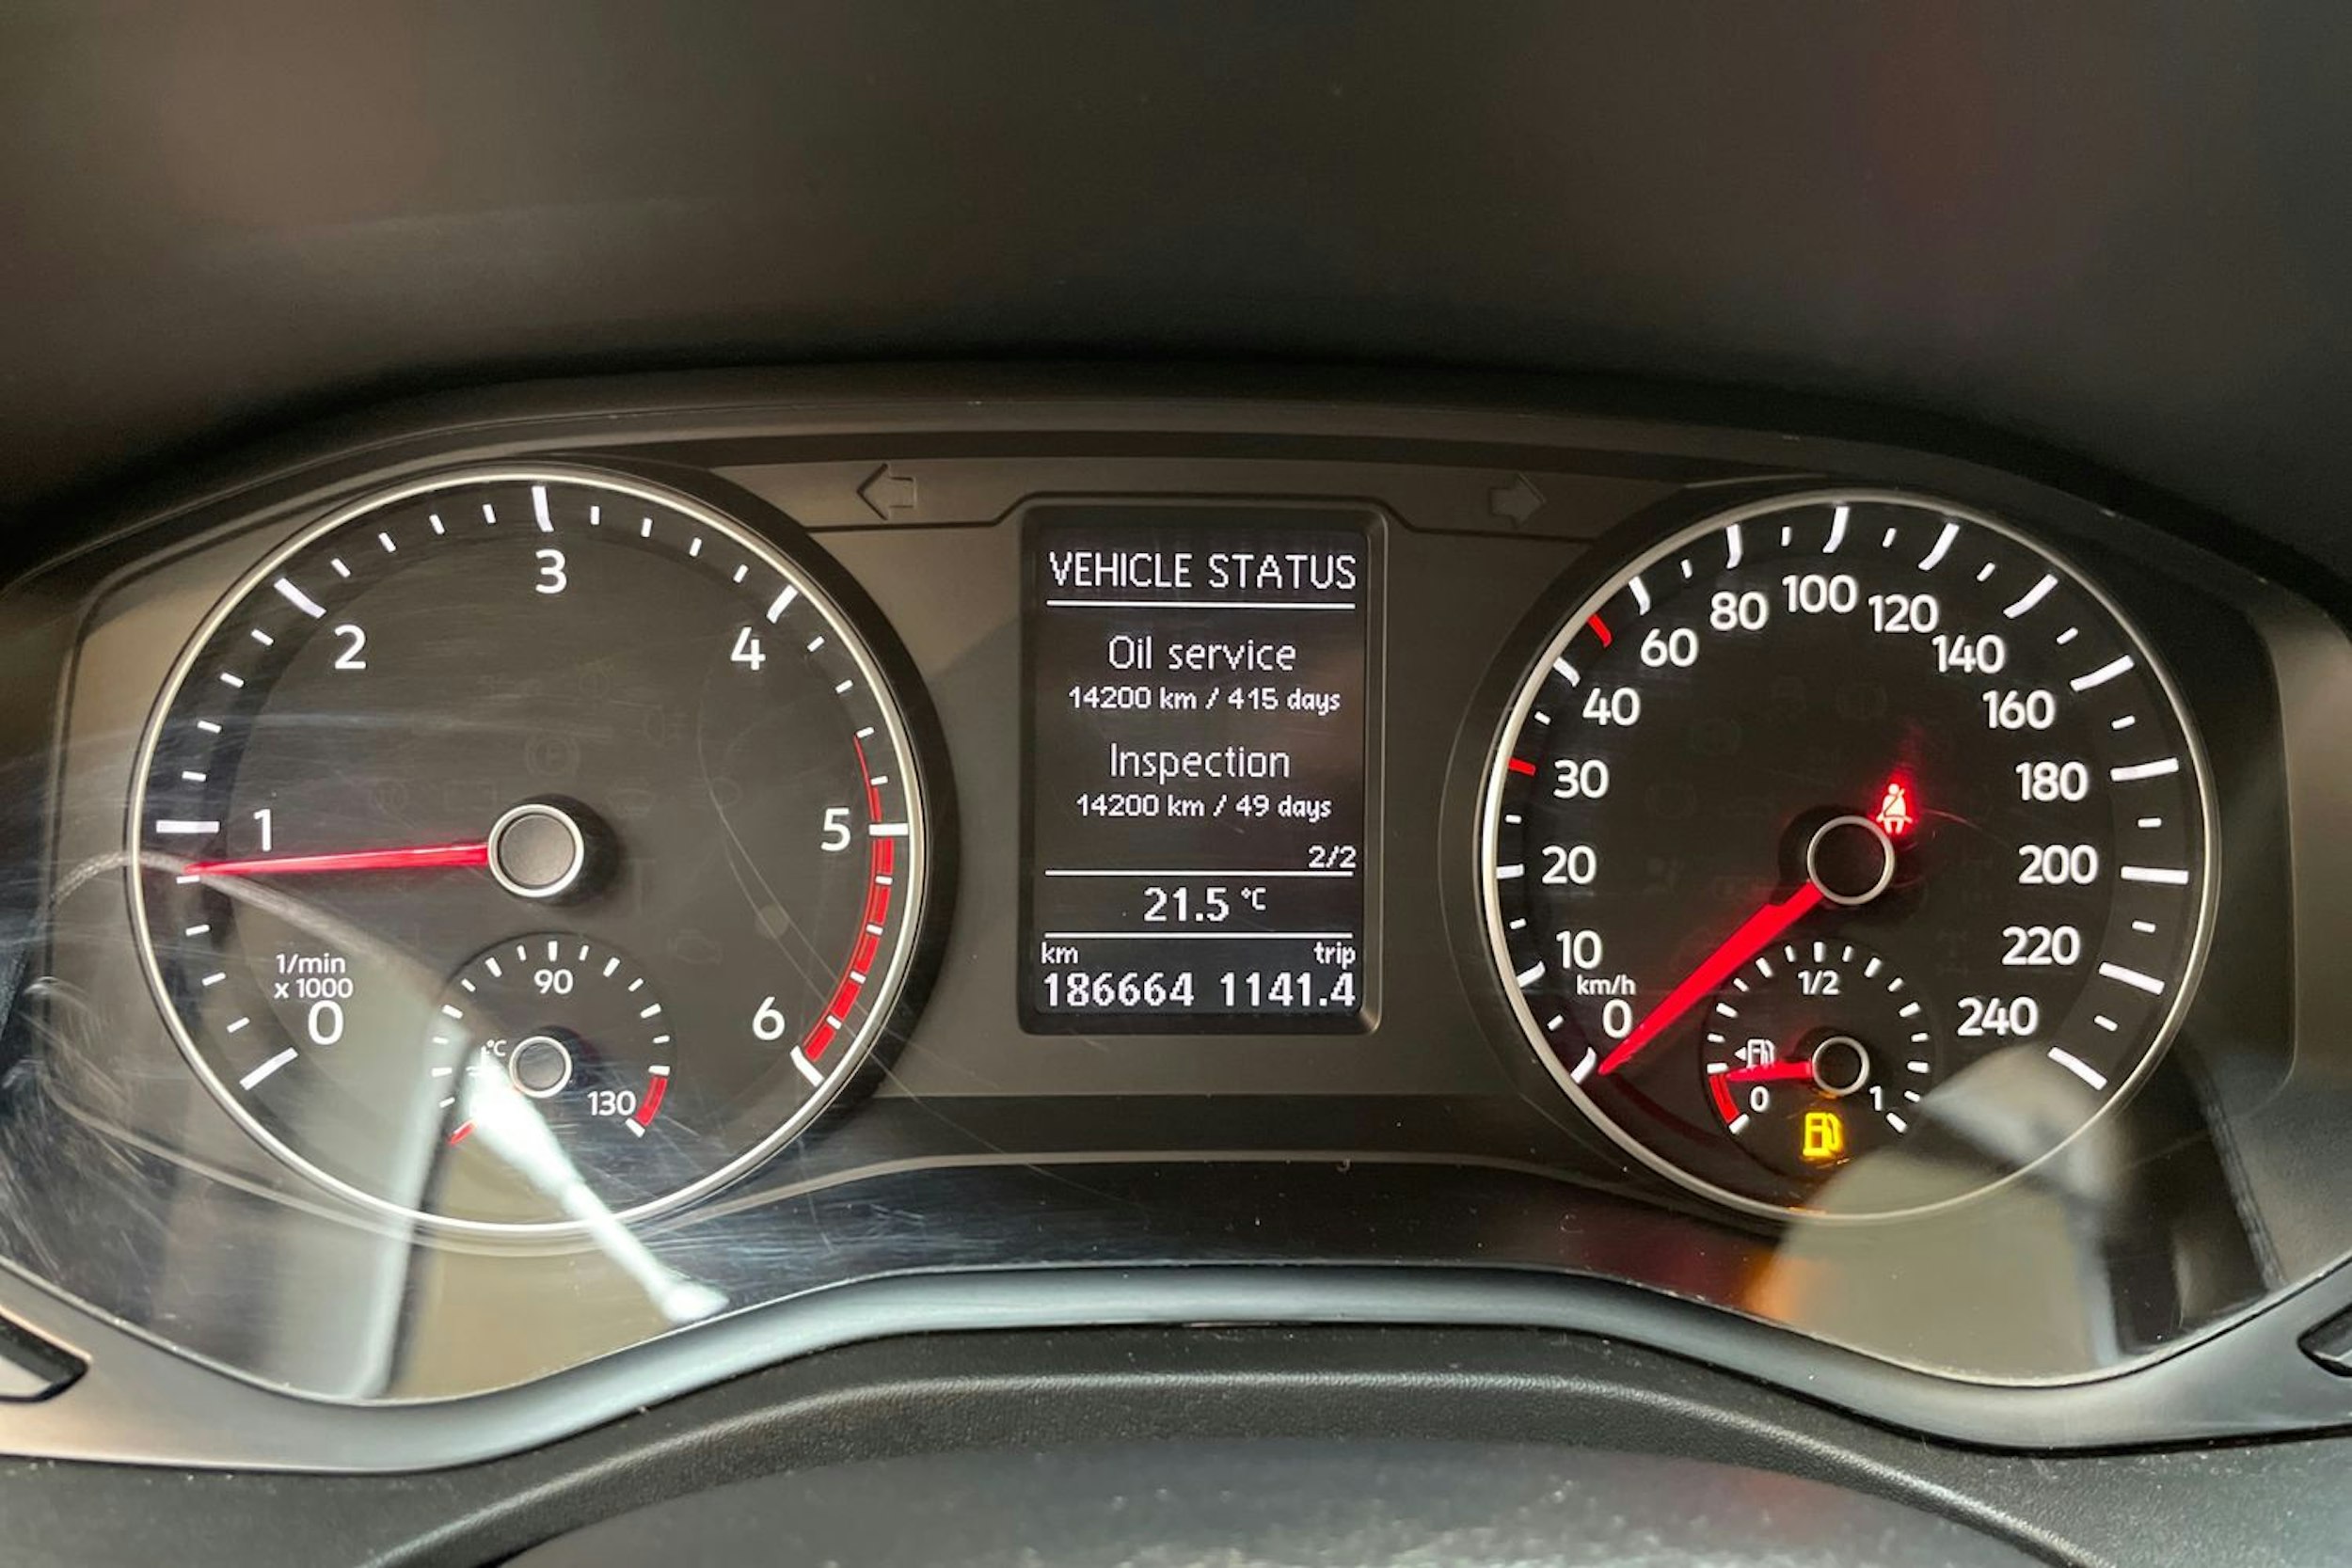 1/min
x 1000
0
1
2
3
4
5
6
°C
90
130
VEHICLE STATUS
Oil service
14200 km / 415 days
Inspection
14200 km / 49 days
2/2
21.5 °C
km trip
186664 1141.4
km/h
0
10
20
30
40
60
80
100
120
140
160
180
200
220
240
0
1/2
1